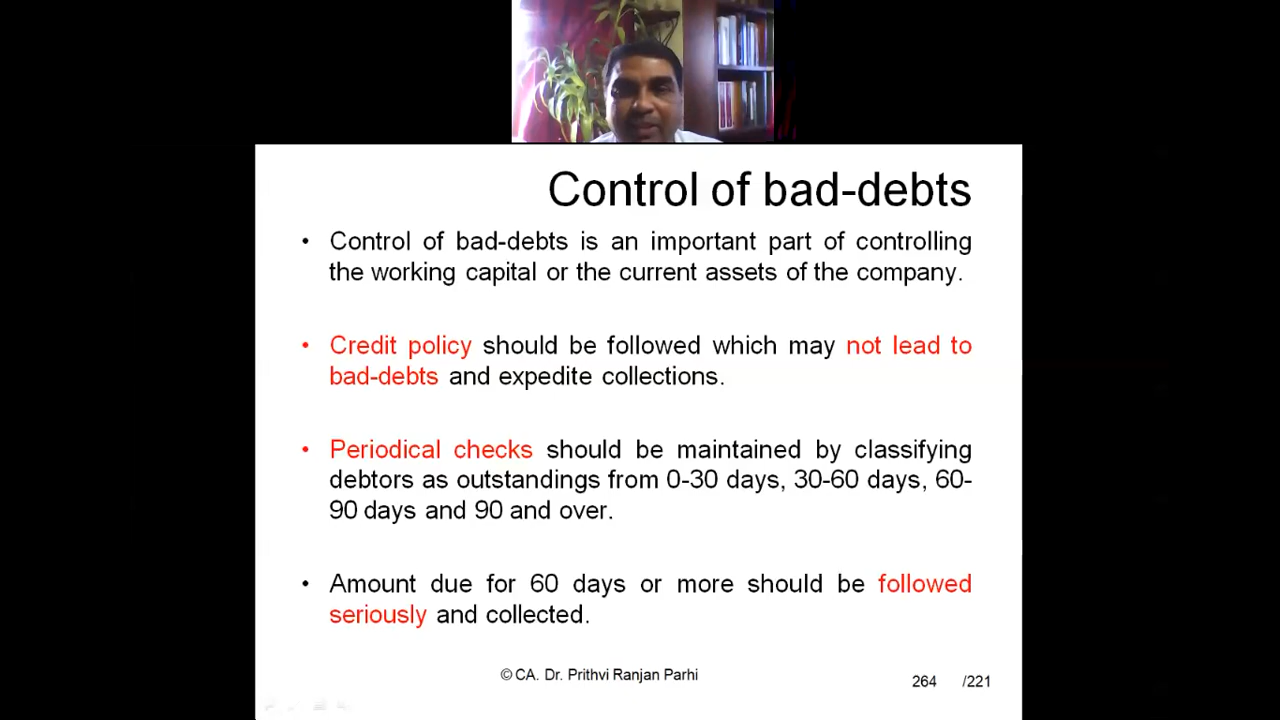 Control of bad-debts
• Control of bad-debts is an important part of controlling
the working capital or the current assets of the company.
• Credit policy should be followed which may not lead to
bad-debts and expedite collections.
• Periodical checks should be maintained by classifying
debtors as outstandings from 0-30 days, 30-60 days, 60-
90 days and 90 and over.
• Amount due for 60 days or more should be followed
seriously and collected.
© CA. Dr. Prithvi Ranjan Parhi
264 /221